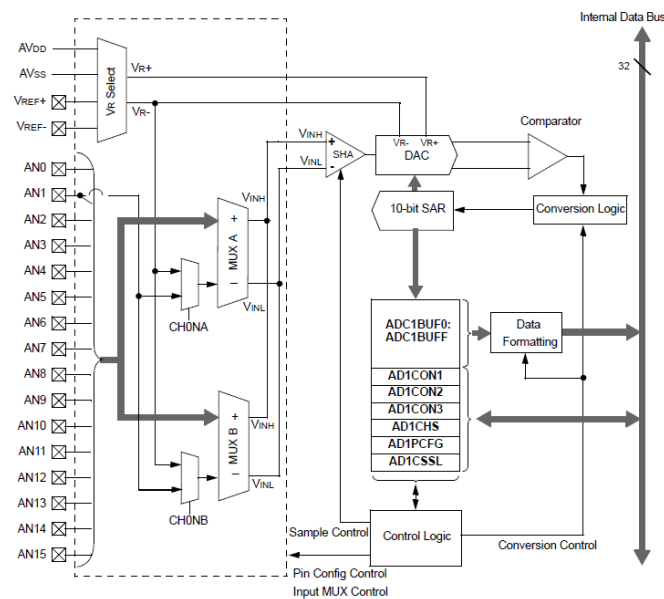 Internal Data Bus
32
AVDD
AVSS
VREF+
VREF-
VR Select
VR+
VR-
AN0
AN1
AN2
AN3
AN4
AN5
AN6
AN7
AN8
AN9
AN10
AN11
AN12
AN13
AN14
AN15
VINH
+
MUX A
–
VINL
CH0NA
+
VINH
MUX B
–
VINL
CH0NB
VINH
VINL
+
SHA
-
VR- VR+
DAC
Comparator
10-bit SAR
Conversion Logic
ADC1BUF0:
ADC1BUFF
Data
Formatting
AD1CON1
AD1CON2
AD1CON3
AD1CHS
AD1PCFG
AD1CSSL
Sample Control
Control Logic
Conversion Control
Pin Config Control
Input MUX Control